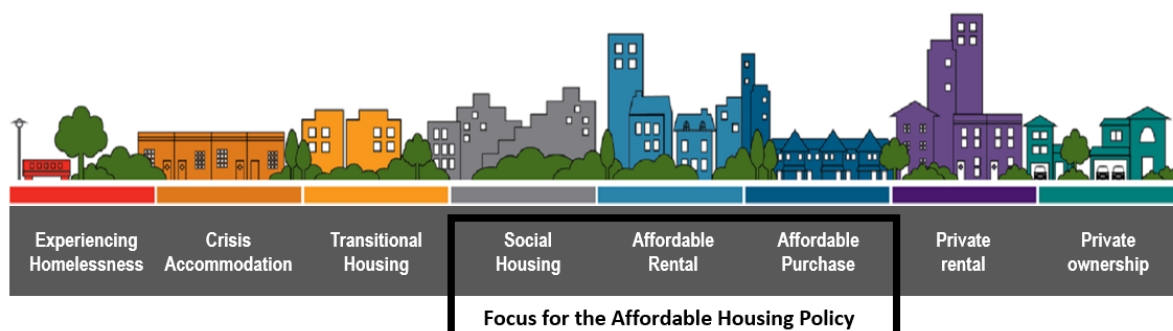 Experiencing
Homelessness
Crisis
Accommodation
Transitional
Housing
Social
Housing
Affordable
Rental
Affordable
Purchase
Private
rental
Private
ownership
Focus for the Affordable Housing Policy